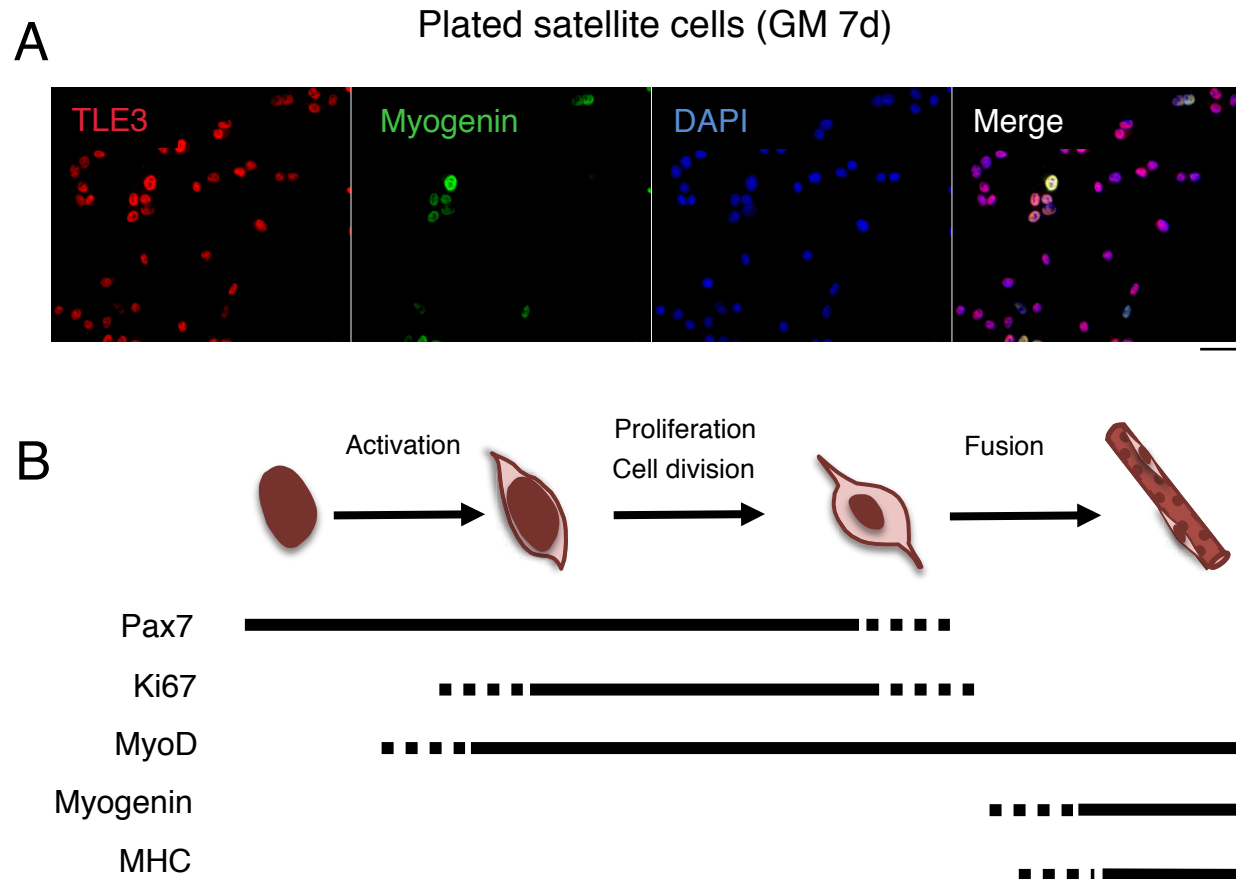 Plated satellite cells (GM 7d)
A
TLE3
Myogenin
DAPI
Merge
B
Activation
Proliferation
Cell division
Fusion
Pax7
Ki67
MyoD
Myogenin
MHC